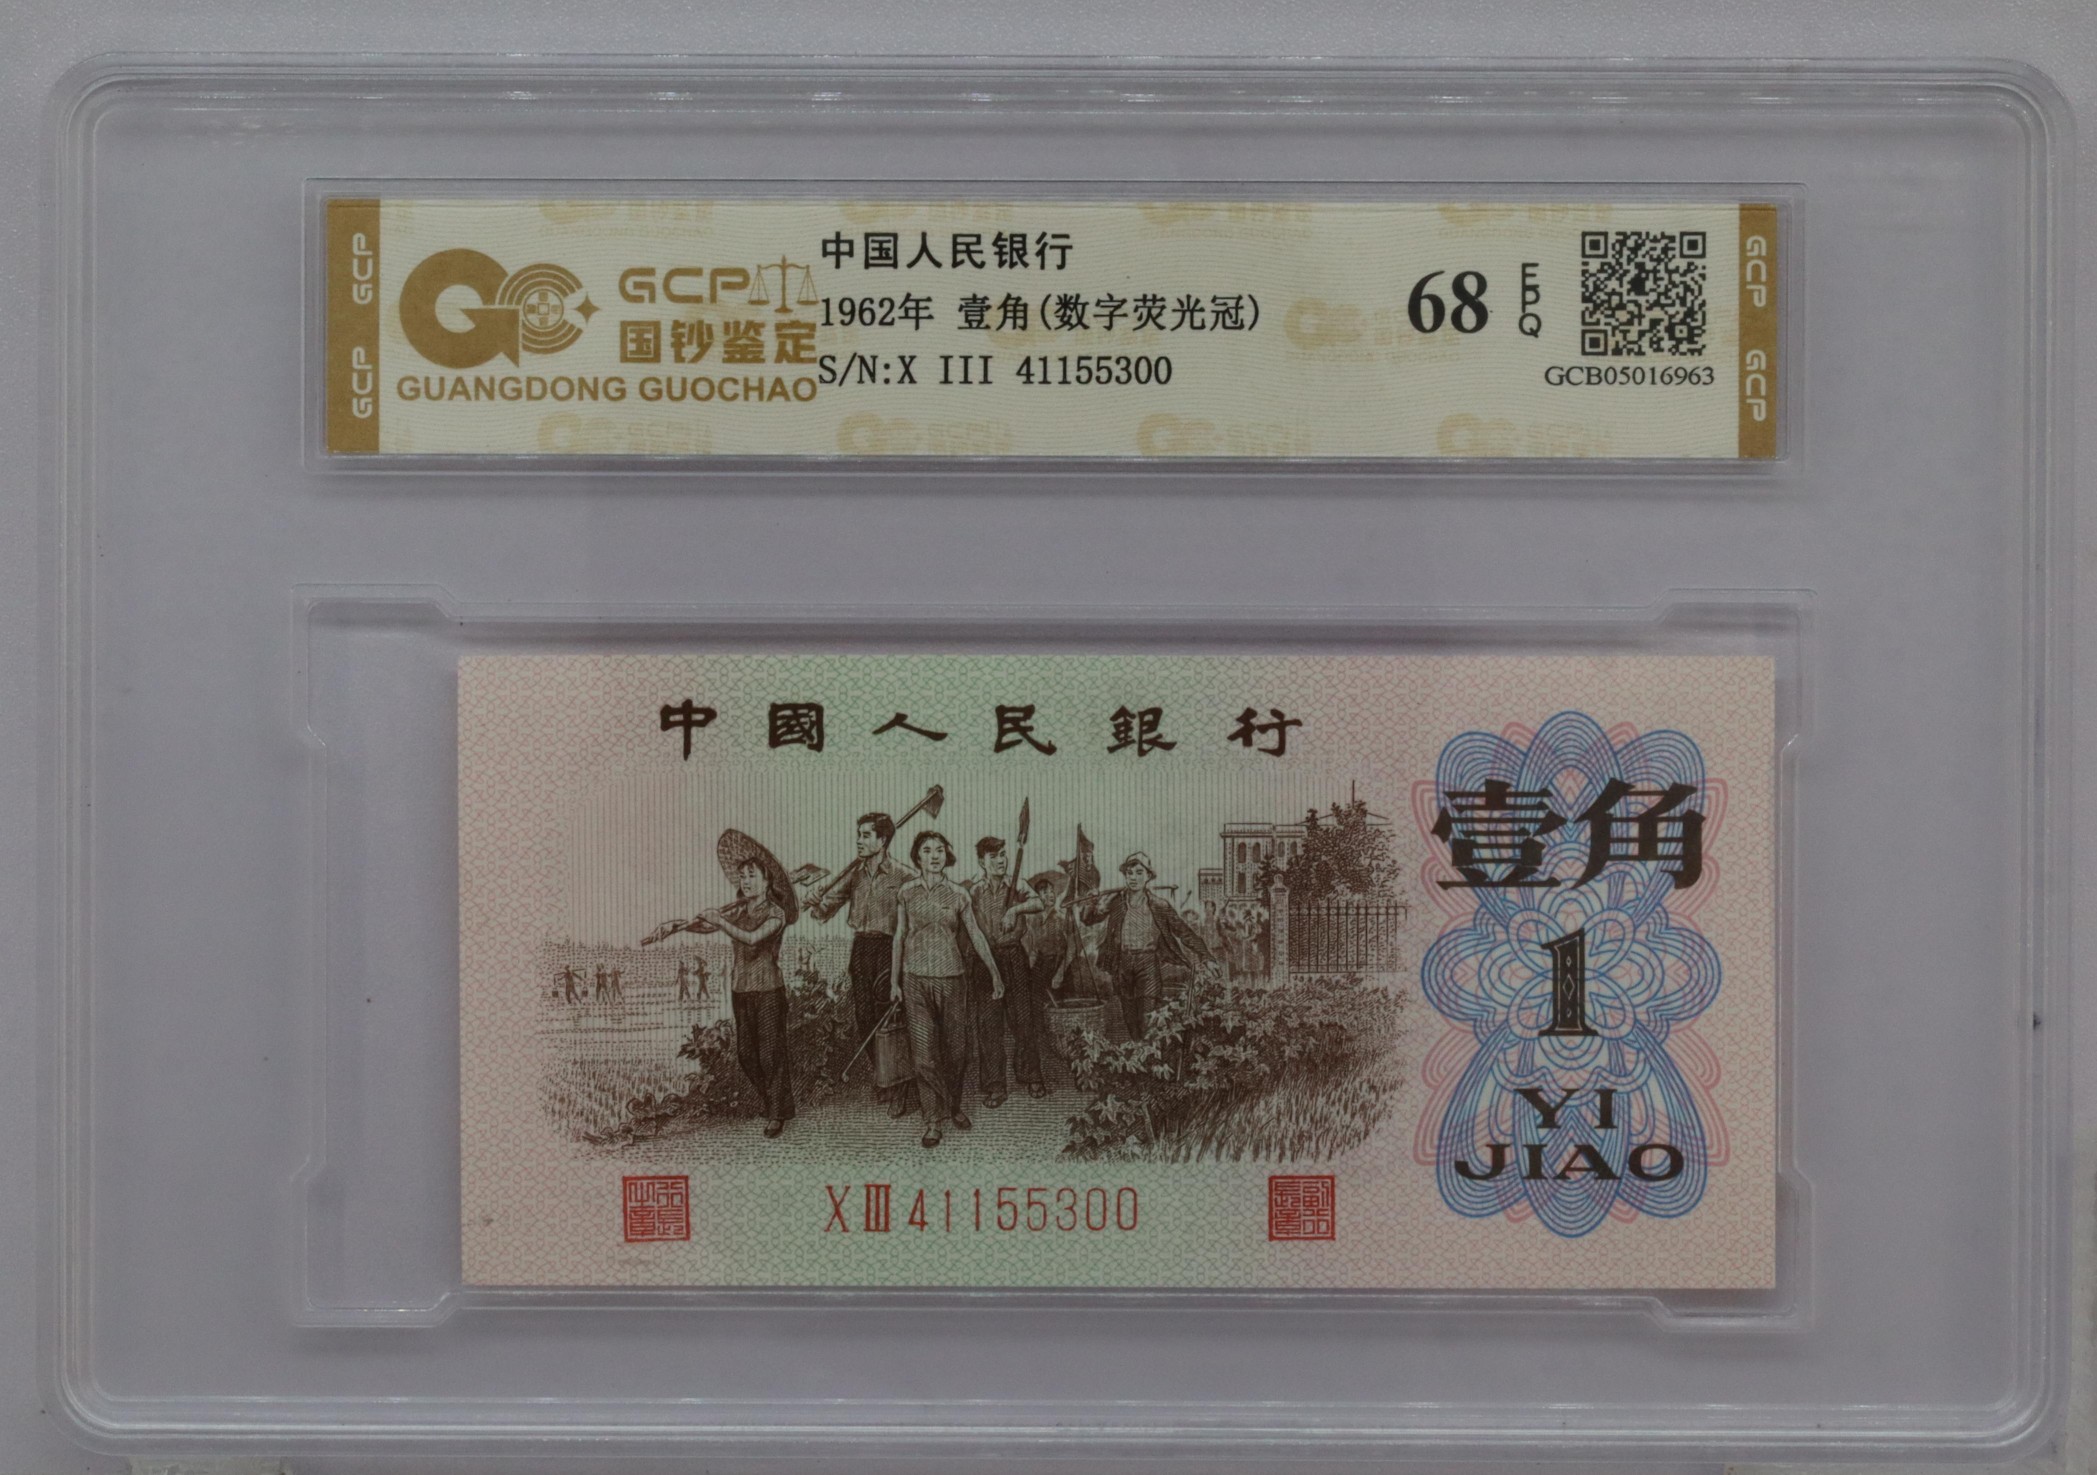 GCP
GCP
GCP
国钞鉴定
GUANGDONG GUOCHAO
中国人民银行
1962年 壹角(数字荧光冠)
S/N:X III 41155300
68
EPQ
GCB05016963
GCP
GCP
中國人民銀行
壹角
1
YI
JIAO
X III 41155300